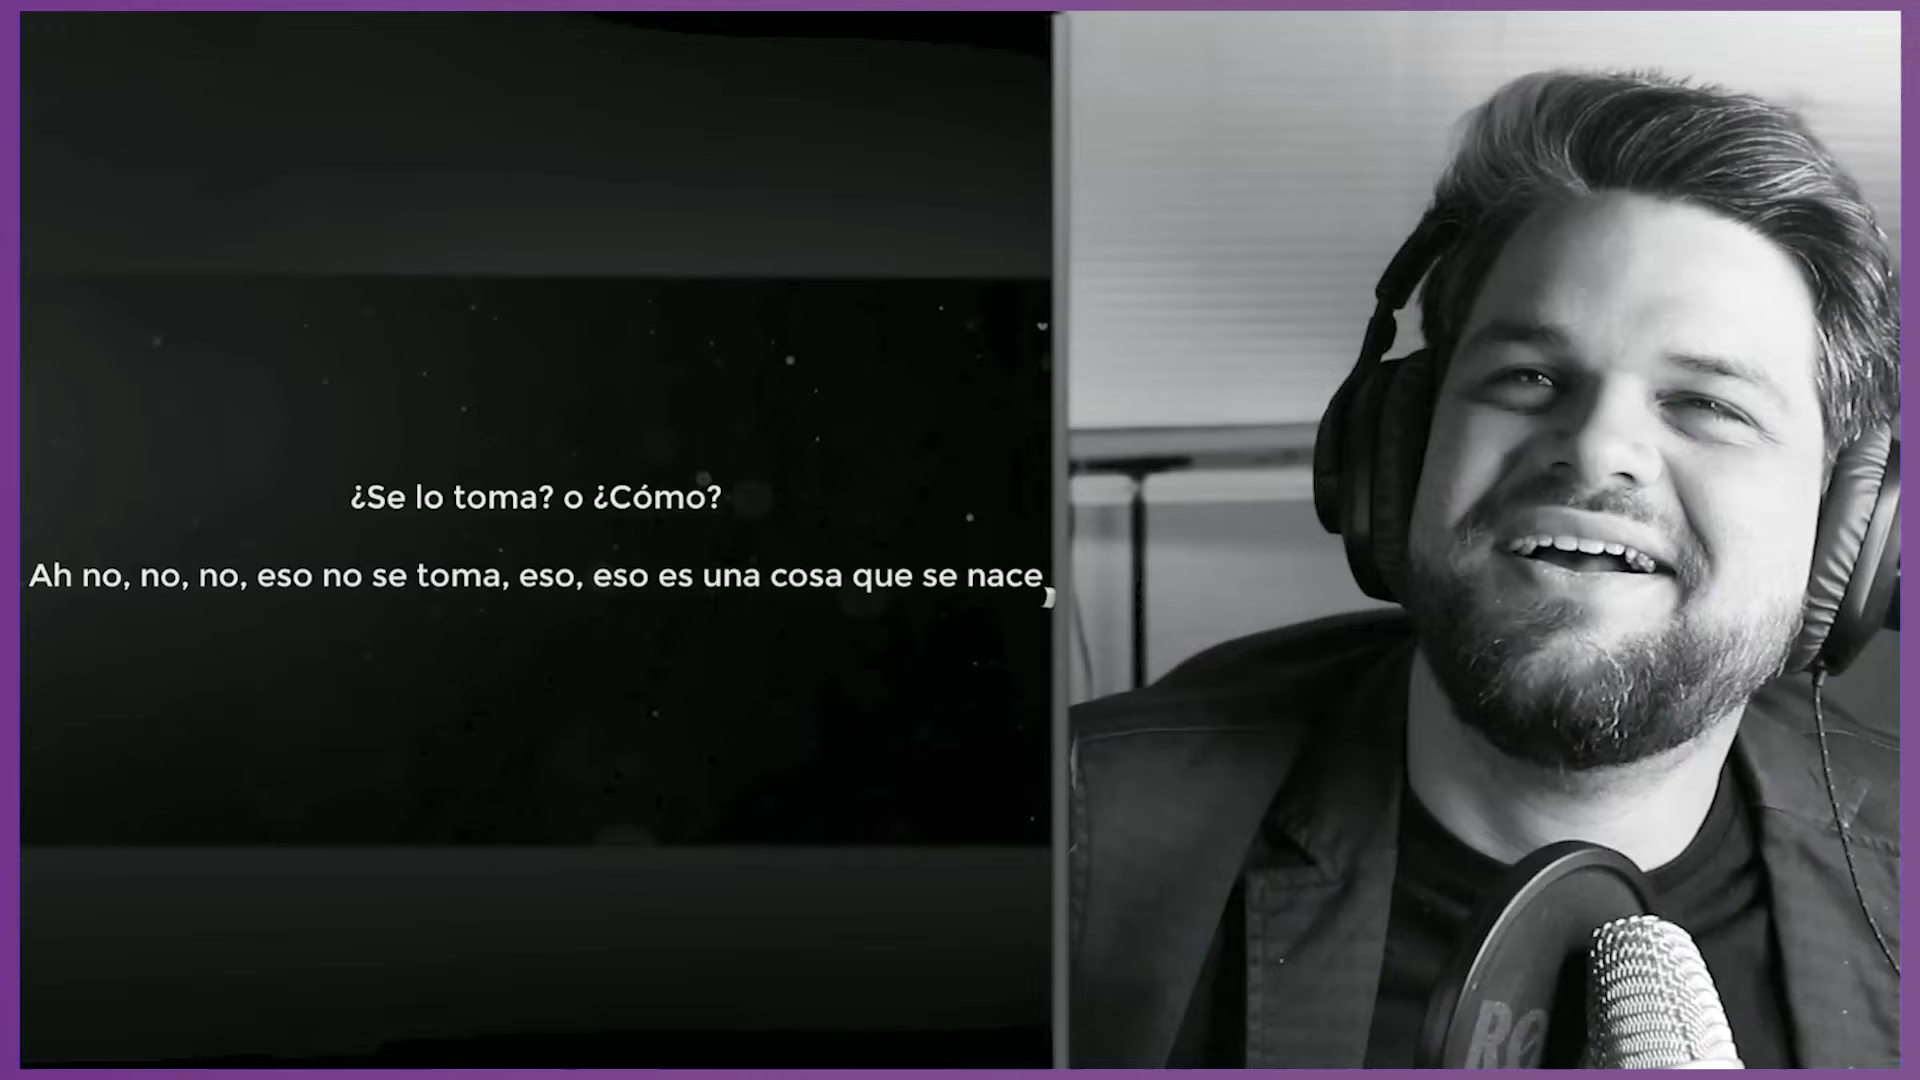 ¿Se lo toma? o ¿Cómo?
Ah no, no, no, eso no se toma, eso, eso es una cosa que se nace